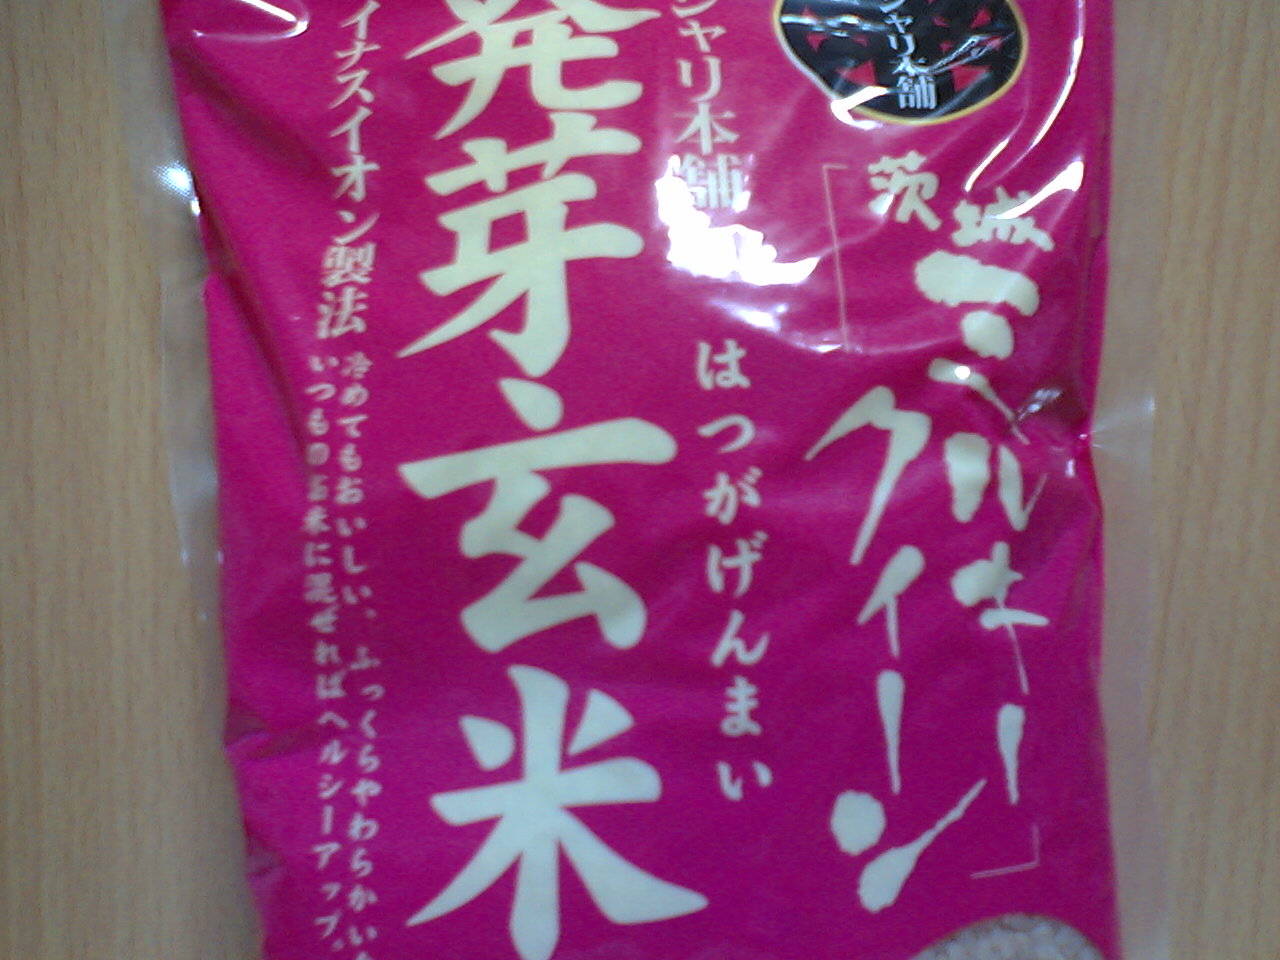 シャリ本舗
茨城
ミルキー
クイーン
シャリ本舗
はつがげんまい
発芽玄米
イナスイオン製法
冷めてもおいしい、ふっくらやわらかい
いつものお米に混ぜればヘルシーアップ。